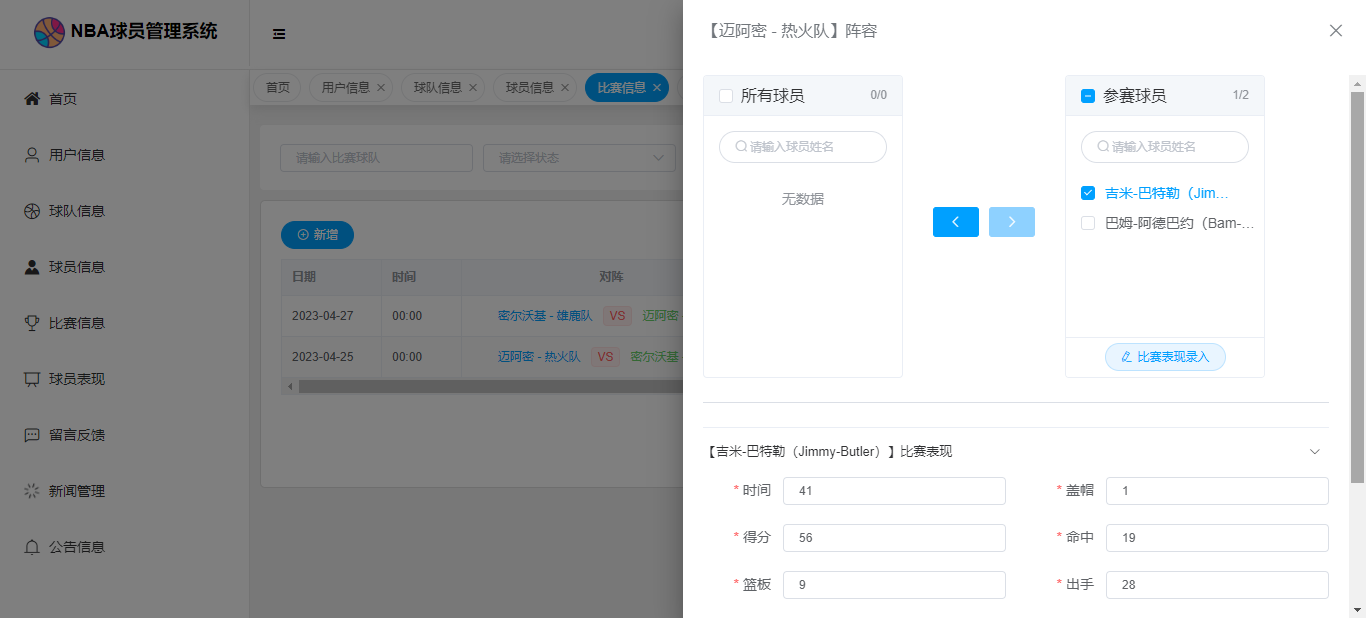 NBA球员管理系统
首页
用户信息
球队信息
球员信息
比赛信息
球员表现
留言反馈
新闻管理
公告信息
首页 用户信息 球队信息 球员信息 比赛信息
请输入比赛球队 请选择状态
新增
日期 时间 对阵
2023-04-27 00:00 密尔沃基 - 雄鹿队 VS 迈阿密
2023-04-25 00:00 迈阿密 - 热火队 VS 密尔沃基
【迈阿密 - 热火队】阵容
所有球员 0/0
请输入球员姓名
无数据
参赛球员 1/2
请输入球员姓名
吉米-巴特勒（Jim...
巴姆-阿德巴约（Bam-...
比赛表现录入
【吉米-巴特勒（Jimmy-Butler）】比赛表现
* 时间 41 * 盖帽 1
* 得分 56 * 命中 19
* 篮板 9 * 出手 28